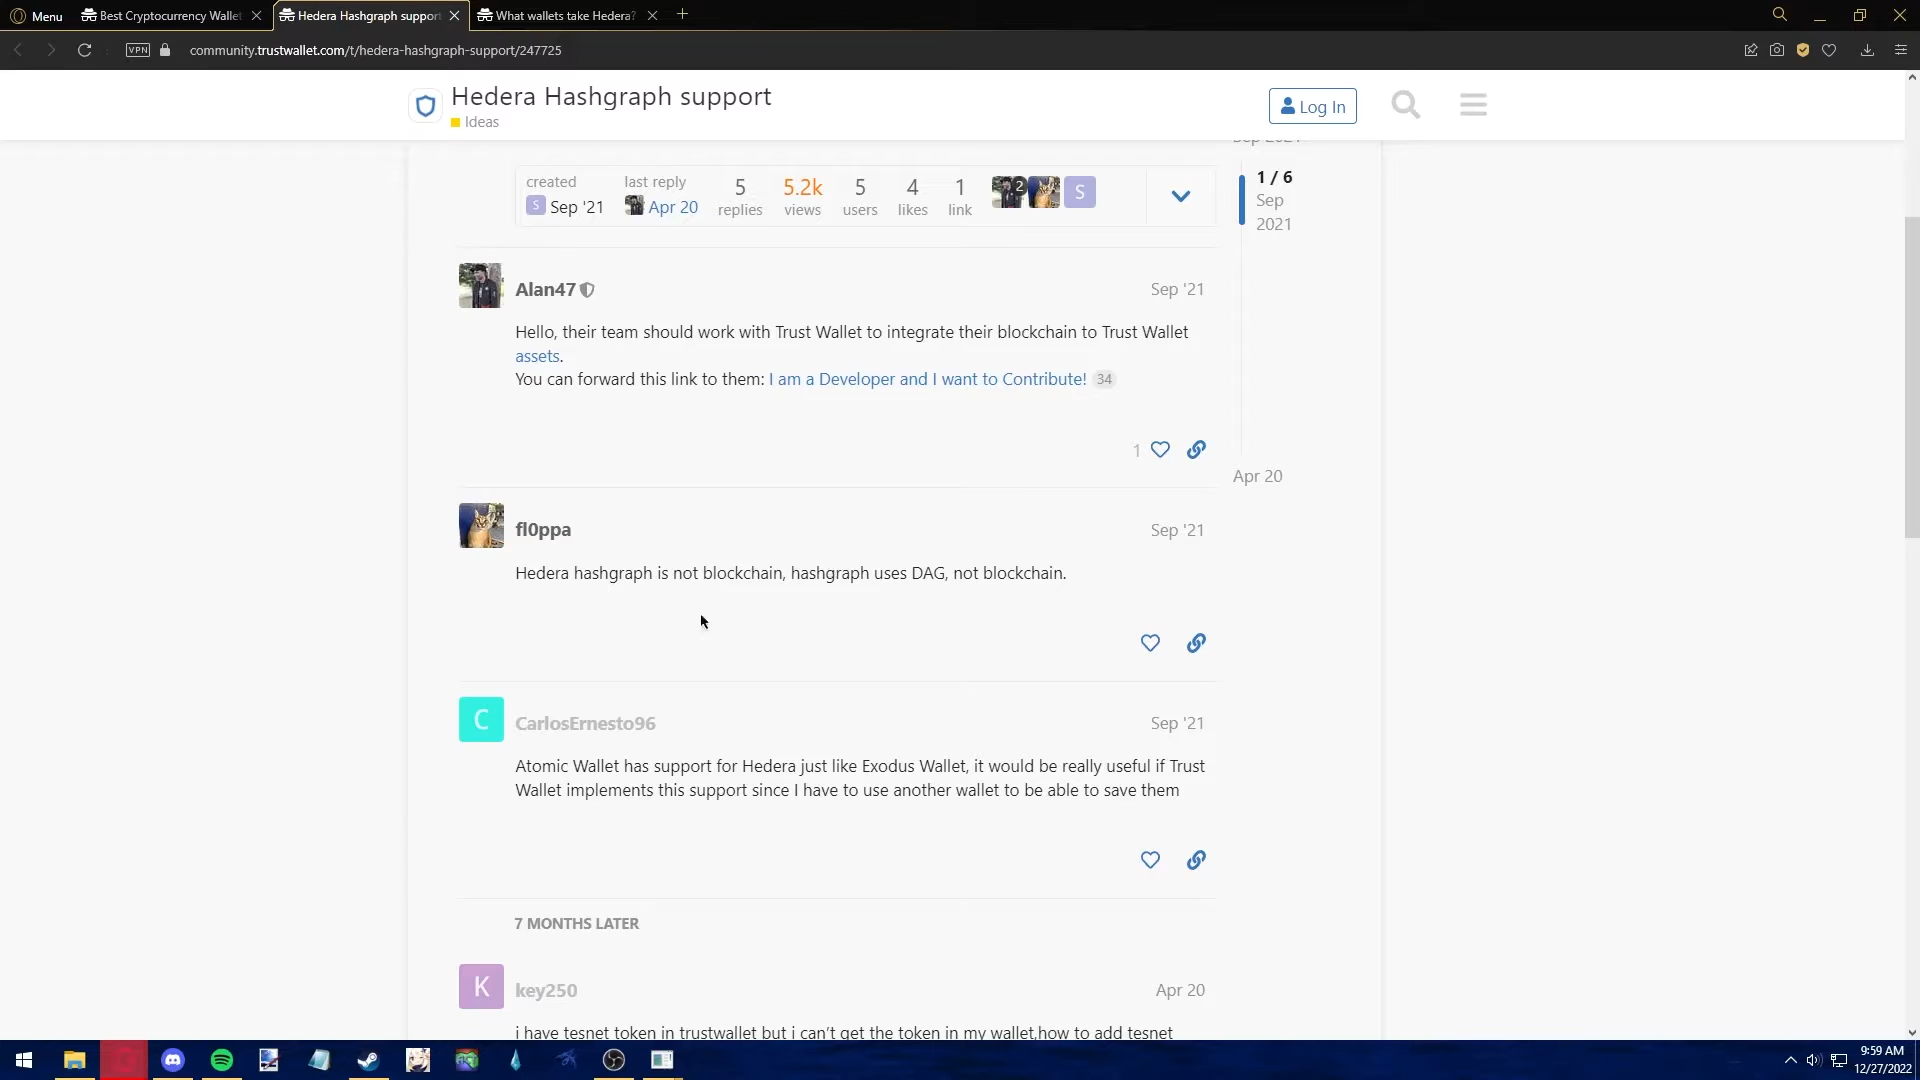 Menu
Best Cryptocurrency Wallet
Hedera Hashgraph support
What wallets take Hedera?
VPN
community.trustwallet.com/t/hedera-hashgraph-support/247725
Hedera Hashgraph support
Ideas
Log In
Sep 2021
created
last reply
S Sep '21
Apr 20
5
replies
5.2k
views
5
users
4
likes
1
link
2
S
1 / 6
Sep
2021
Alan47
Sep '21
Hello, their team should work with Trust Wallet to integrate their blockchain to Trust Wallet
assets.
You can forward this link to them: I am a Developer and I want to Contribute! 34
1
Apr 20
fl0ppa
Sep '21
Hedera hashgraph is not blockchain, hashgraph uses DAG, not blockchain.
C
CarlosErnesto96
Sep '21
Atomic Wallet has support for Hedera just like Exodus Wallet, it would be really useful if Trust
Wallet implements this support since I have to use another wallet to be able to save them
7 MONTHS LATER
K
key250
Apr 20
i have tesnet token in trustwallet but i can't get the token in my wallet,how to add tesnet
9:59 AM
12/27/2022